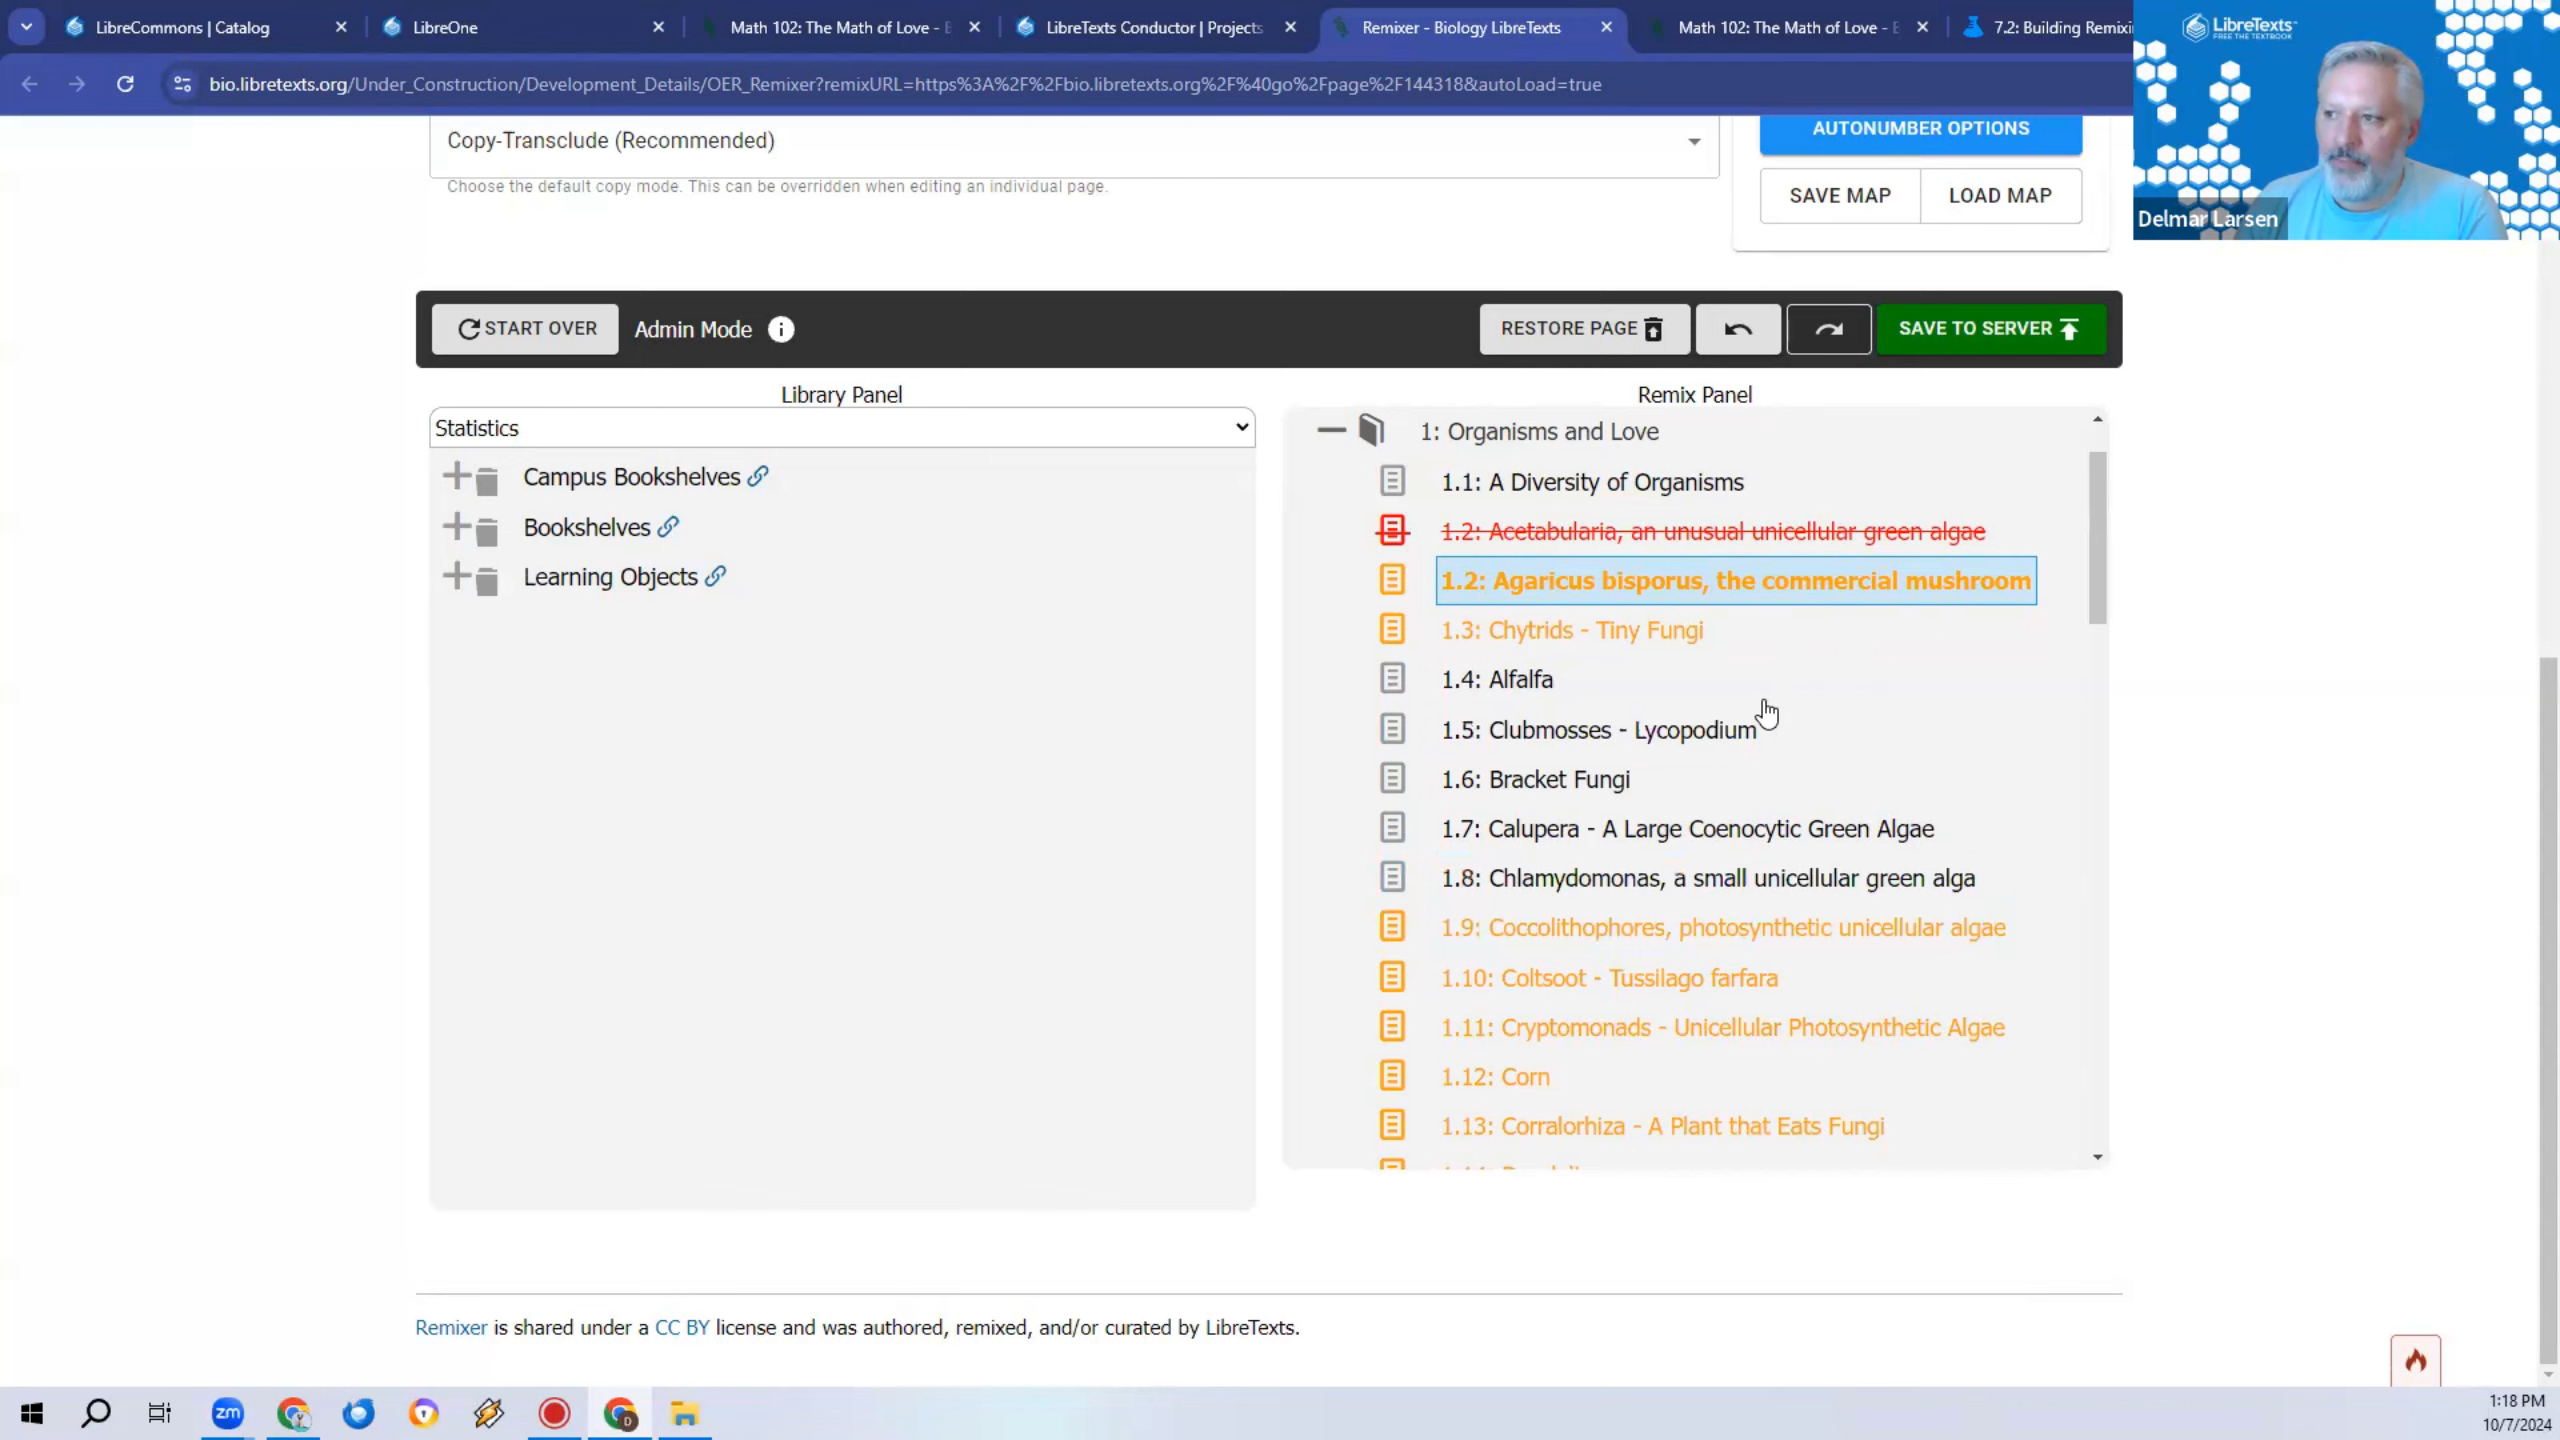 LibreCommons | Catalog
LibreOne
Math 102: The Math of Love - E
LibreTexts Conductor | Projects
Remixer - Biology LibreTexts
Math 102: The Math of Love - E
7.2: Building Remixi
bio.libretexts.org/Under_Construction/Development_Details/OER_Remixer?remixURL=https%3A%2F%2Fbio.libretexts.org%2F%40go%2Fpage%2F144318&autoLoad=true
LibreTexts
FREE THE TEXTBOOK
Delmar Larsen
Copy-Transclude (Recommended)
Choose the default copy mode. This can be overridden when editing an individual page.
AUTONUMBER OPTIONS
SAVE MAP
LOAD MAP
START OVER
Admin Mode
RESTORE PAGE
SAVE TO SERVER
Library Panel
Statistics
Campus Bookshelves
Bookshelves
Learning Objects
Remix Panel
1: Organisms and Love
1.1: A Diversity of Organisms
1.2: Acetabularia, an unusual unicellular green algae
1.2: Agaricus bisporus, the commercial mushroom
1.3: Chytrids - Tiny Fungi
1.4: Alfalfa
1.5: Clubmosses - Lycopodium
1.6: Bracket Fungi
1.7: Calupera - A Large Coenocytic Green Algae
1.8: Chlamydomonas, a small unicellular green alga
1.9: Coccolithophores, photosynthetic unicellular algae
1.10: Coltsoot - Tussilago farfara
1.11: Cryptomonads - Unicellular Photosynthetic Algae
1.12: Corn
1.13: Corralorhiza - A Plant that Eats Fungi
Remixer is shared under a CC BY license and was authored, remixed, and/or curated by LibreTexts.
zm
D
1:18 PM
10/7/2024